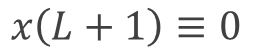 𝑥(𝐿 + 1) ≡ 0